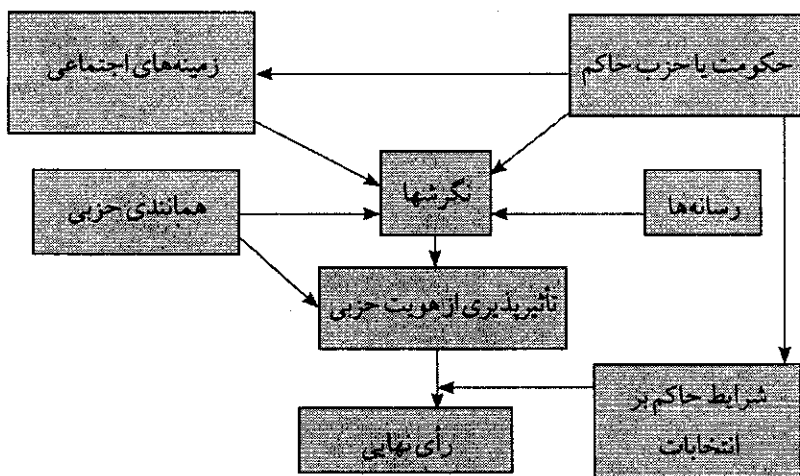 حکومت یا حزب حاکم
زمینه‌های اجتماعی
نگرشها
رسانه‌ها
همانندی حزبی
تأثیرپذیری از هویت حزبی
شرایط حاکم بر
انتخابات
رأی نهایی